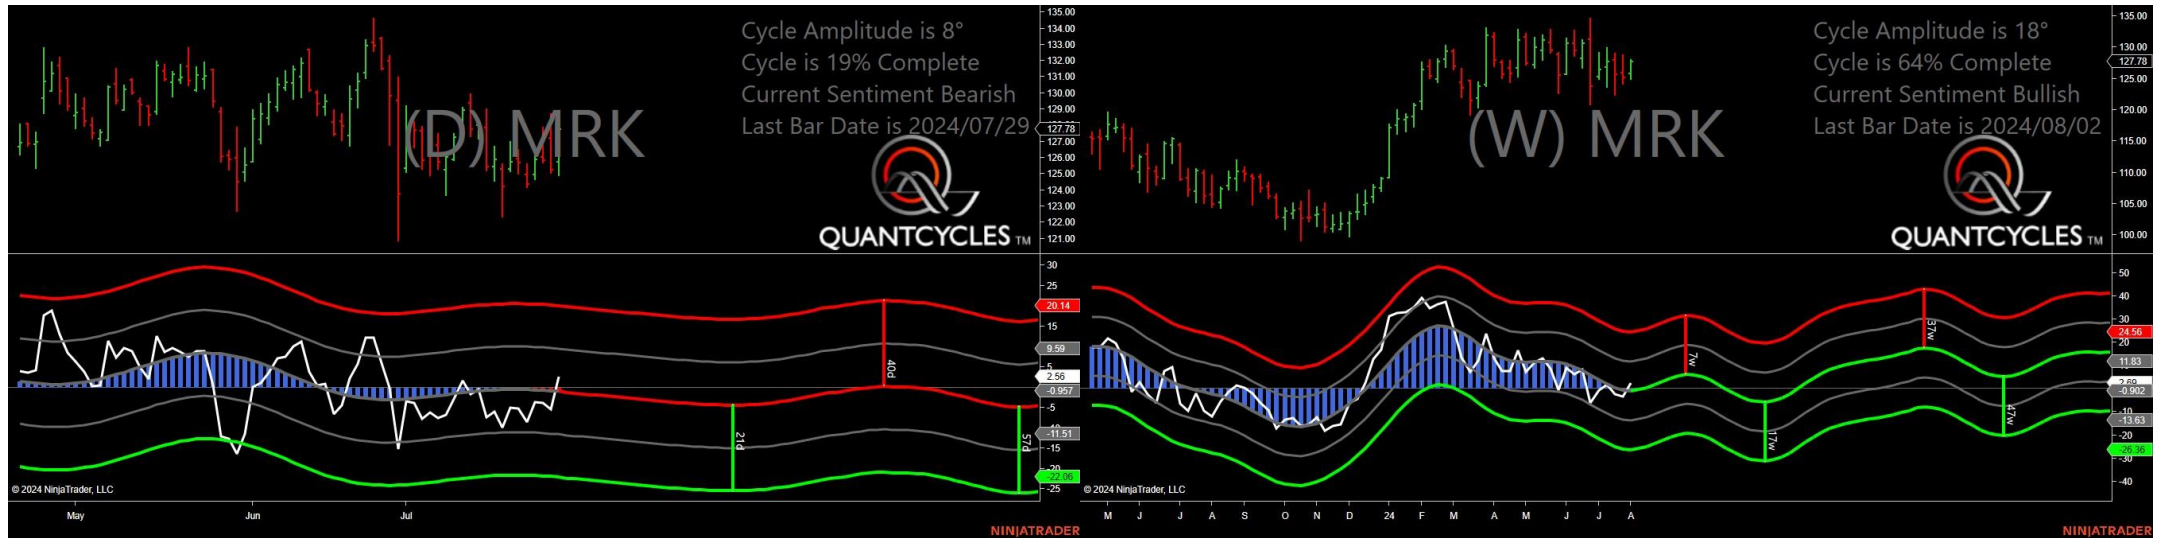 Cycle Amplitude is 8°
Cycle is 19% Complete
Current Sentiment Bearish
Last Bar Date is 2024/07/29
(D) MRK
QUANTCYCLES TM
135.00
134.00
133.00
132.00
131.00
130.00
129.00
127.78
127.00
126.00
125.00
124.00
123.00
122.00
121.00
30
25
20.14
15
9.59
5
2.56
-0.957
-5
-11.51
-15
-20
-22.06
-25
40d
21d
57d
© 2024 NinjaTrader, LLC
May
Jun
Jul
NINJATRADER
Cycle Amplitude is 18°
Cycle is 64% Complete
Current Sentiment Bullish
Last Bar Date is 2024/08/02
(W) MRK
QUANTCYCLES TM
135.00
130.00
127.78
125.00
120.00
115.00
110.00
105.00
100.00
50
40
30
24.56
20
11.83
2.69
-0.902
-10
-13.63
-20
-26.36
-30
-40
7w
17w
37w
47w
© 2024 NinjaTrader, LLC
M J J A S O N D 24 F M A M J J A
NINJATRADER